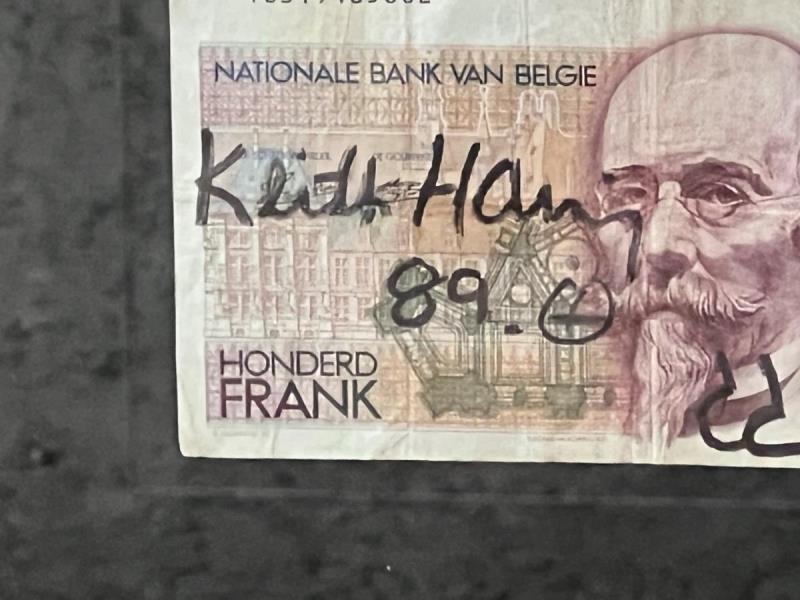 NATIONALE BANK VAN BELGIE
Keith Haring
89.
HONDERD
FRANK